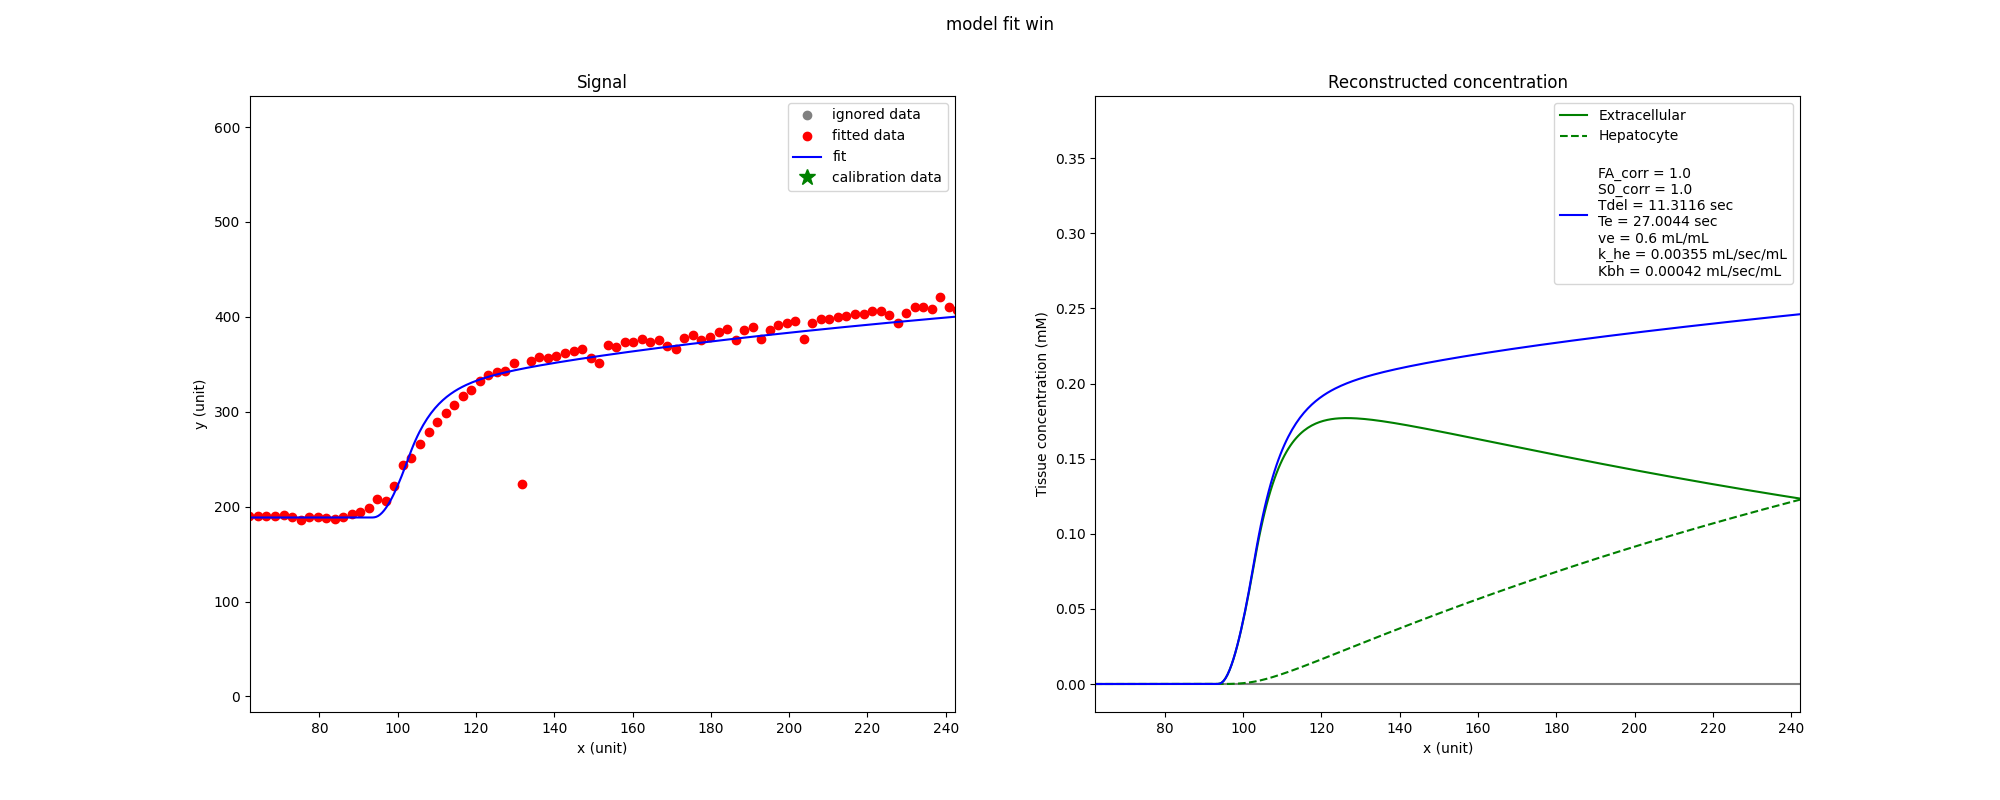 model fit win
Signal
600
500
400
300
200
100
0
y (unit)
80 100 120 140 160 180 200 220 240
x (unit)
ignored data
fitted data
fit
calibration data
Reconstructed concentration
0.35
0.30
0.25
0.20
0.15
0.10
0.05
0.00
Tissue concentration (mM)
80 100 120 140 160 180 200 220 240
x (unit)
Extracellular
Hepatocyte
FA_corr = 1.0
S0_corr = 1.0
Tdel = 11.3116 sec
Te = 27.0044 sec
ve = 0.6 mL/mL
k_he = 0.00355 mL/sec/mL
Kbh = 0.00042 mL/sec/mL